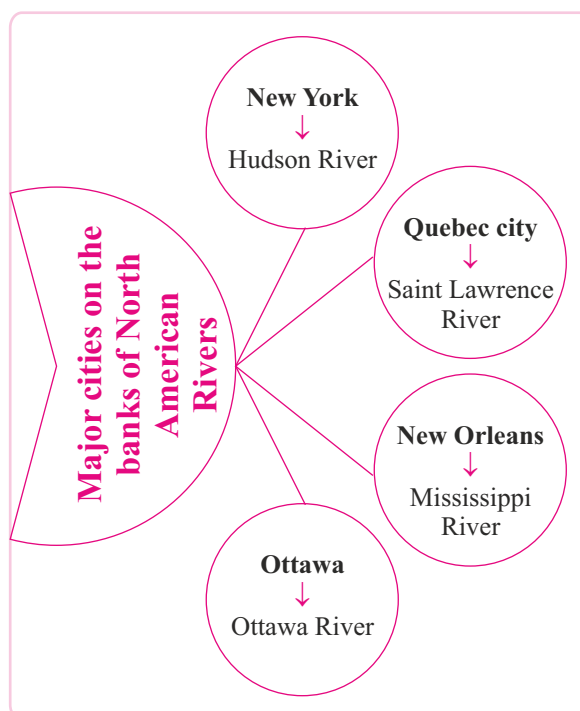 Major cities on the
banks of North
American
Rivers
New York
↓
Hudson River
Quebec city
↓
Saint Lawrence
River
New Orleans
↓
Mississippi
River
Ottawa
↓
Ottawa River